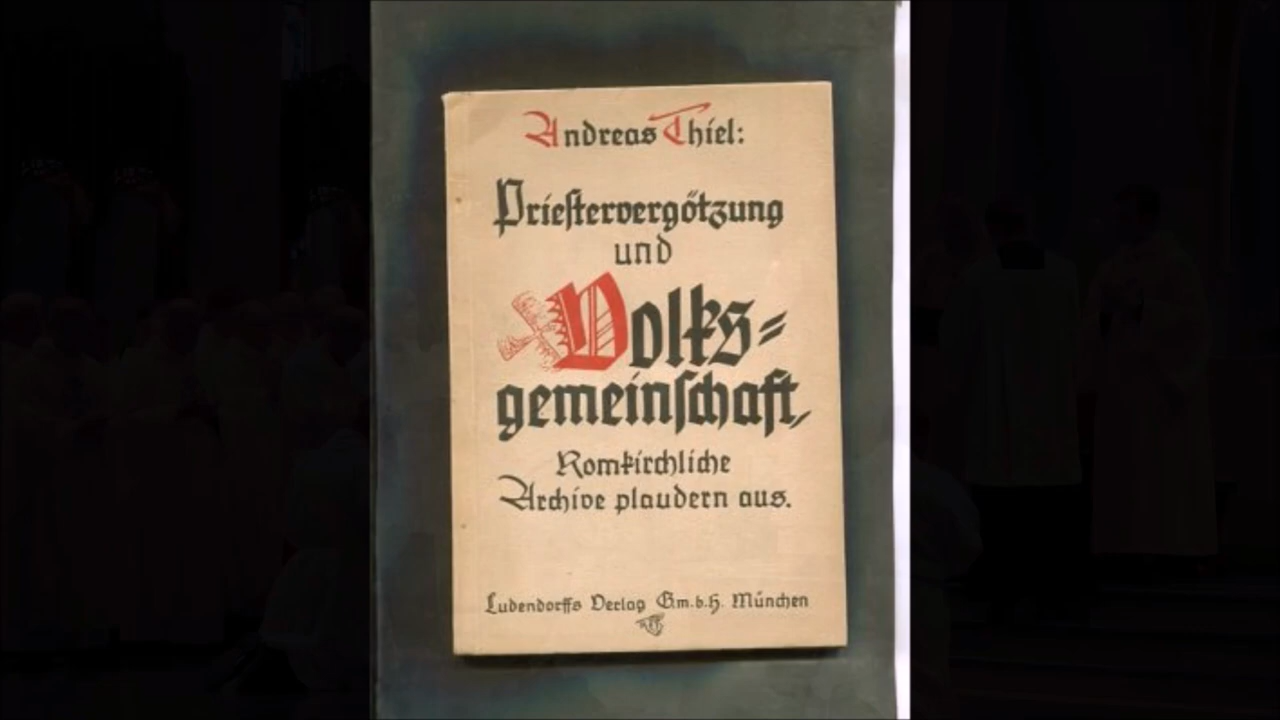 Andreas Thiel:
Priestervergötzung
und
Volks=
gemeinschaft,
Romkirchliche
Archive plaudern aus.
Ludendorffs Verlag G.m.b.H. München